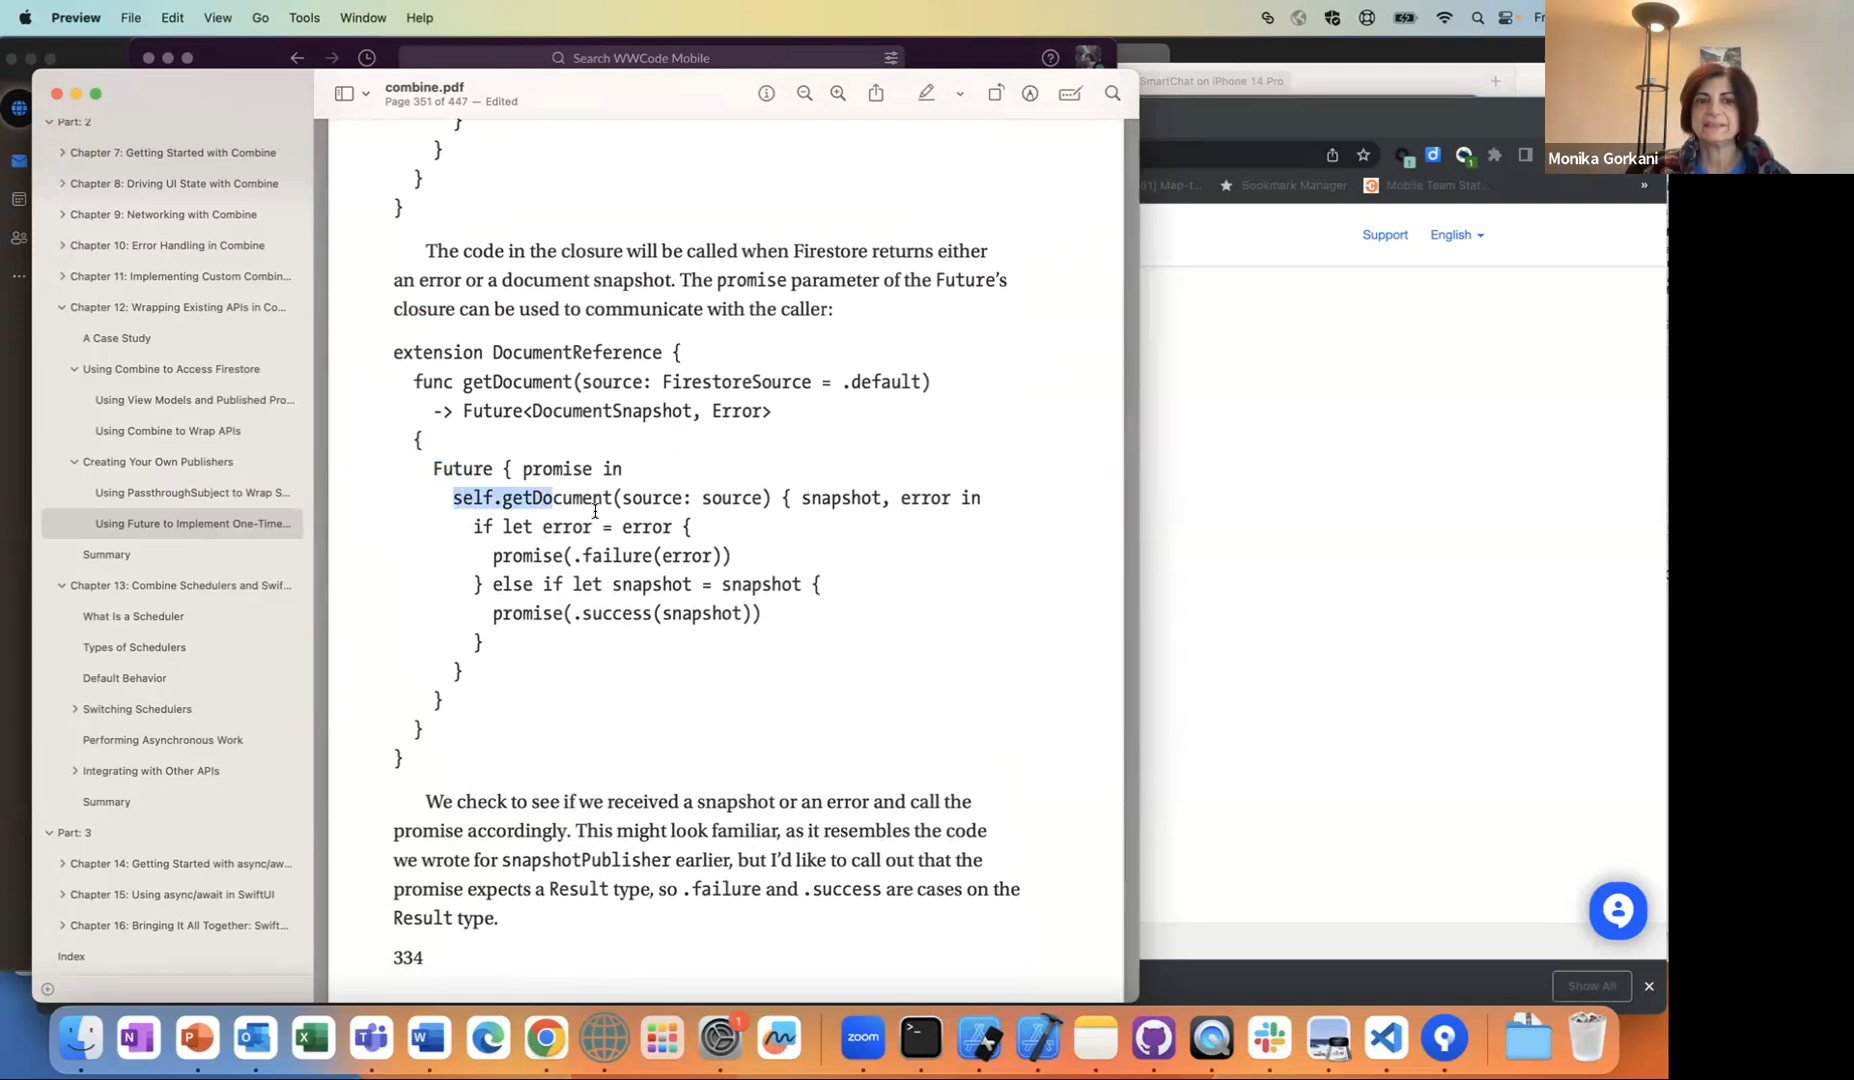 Preview File Edit View Go Tools Window Help
Search WWCode Mobile
Monika Gorkani
combine.pdf
Page 351 of 447 — Edited
SmartChat on iPhone 14 Pro
Bookmark Manager
Mobile Team Stat...
Support English
Part: 2
Chapter 7: Getting Started with Combine
Chapter 8: Driving UI State with Combine
Chapter 9: Networking with Combine
Chapter 10: Error Handling in Combine
Chapter 11: Implementing Custom Combin...
Chapter 12: Wrapping Existing APIs in Co...
A Case Study
Using Combine to Access Firestore
Using View Models and Published Pro...
Using Combine to Wrap APIs
Creating Your Own Publishers
Using PassthroughSubject to Wrap S...
Using Future to Implement One-Time...
Summary
Chapter 13: Combine Schedulers and Swif...
What Is a Scheduler
Types of Schedulers
Default Behavior
Switching Schedulers
Performing Asynchronous Work
Integrating with Other APIs
Summary
Part: 3
Chapter 14: Getting Started with async/aw...
Chapter 15: Using async/await in SwiftUI
Chapter 16: Bringing It All Together: Swift...
Index
}
}
}
}
The code in the closure will be called when Firestore returns either
an error or a document snapshot. The promise parameter of the Future’s
closure can be used to communicate with the caller:
extension DocumentReference {
func getDocument(source: FirestoreSource = .default)
-> Future<DocumentSnapshot, Error>
{
Future { promise in
self.getDocument(source: source) { snapshot, error in
if let error = error {
promise(.failure(error))
} else if let snapshot = snapshot {
promise(.success(snapshot))
}
}
}
}
}
We check to see if we received a snapshot or an error and call the
promise accordingly. This might look familiar, as it resembles the code
we wrote for snapshotPublisher earlier, but I’d like to call out that the
promise expects a Result type, so .failure and .success are cases on the
Result type.
334
Show All
zoom